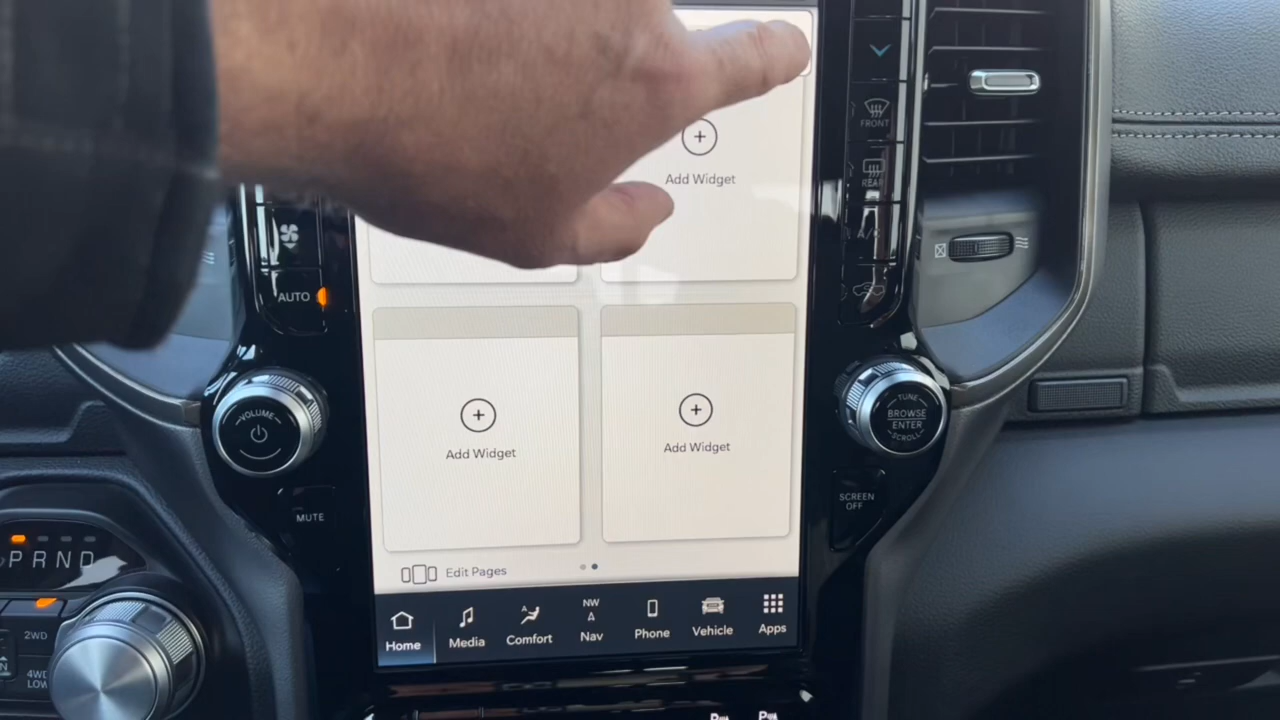 FRONT
Add Widget
REAR
A/C
AUTO
Add Widget
Add Widget
VOLUME
TUNE
BROWSE
ENTER
SCROLL
MUTE
SCREEN
OFF
Edit Pages
PRND
2WD
4WD
LOW
N
Home
Media
A
Comfort
NW
Nav
Phone
Vehicle
Apps